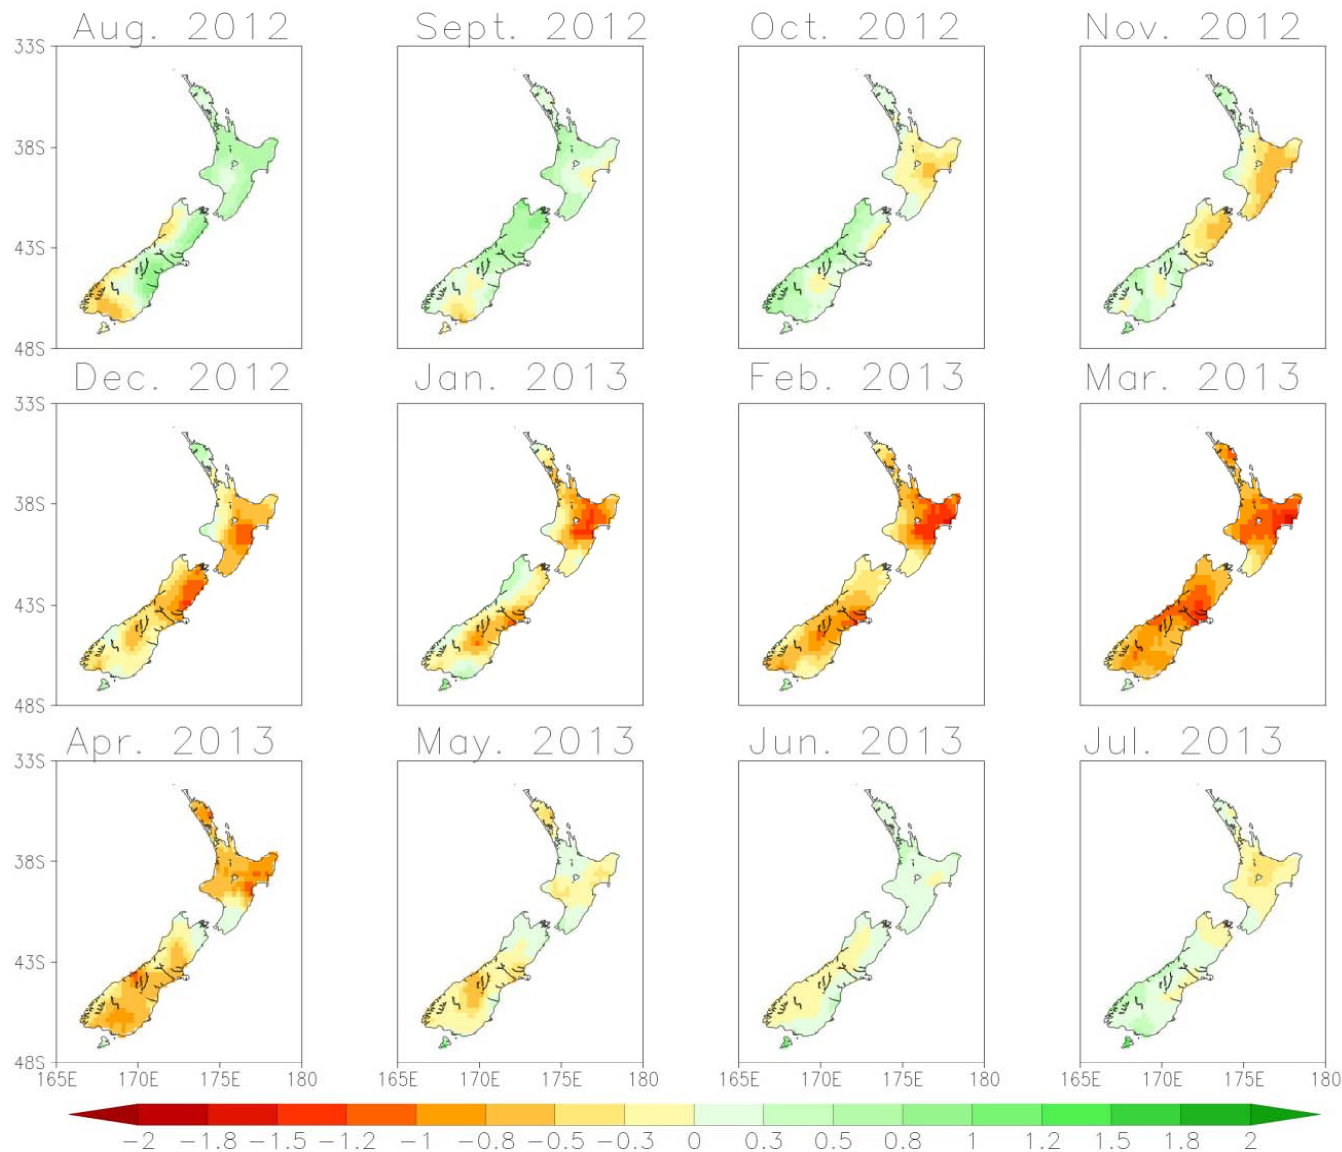 Aug. 2012 Sept. 2012 Oct. 2012 Nov. 2012
33S
38S
43S
48S
Dec. 2012 Jan. 2013 Feb. 2013 Mar. 2013
33S
38S
43S
48S
Apr. 2013 May. 2013 Jun. 2013 Jul. 2013
33S
38S
43S
48S
165E 170E 175E 180 165E 170E 175E 180 165E 170E 175E 180 165E 170E 175E 180
-2 -1.8 -1.5 -1.2 -1 -0.8 -0.5 -0.3 0 0.3 0.5 0.8 1 1.2 1.5 1.8 2